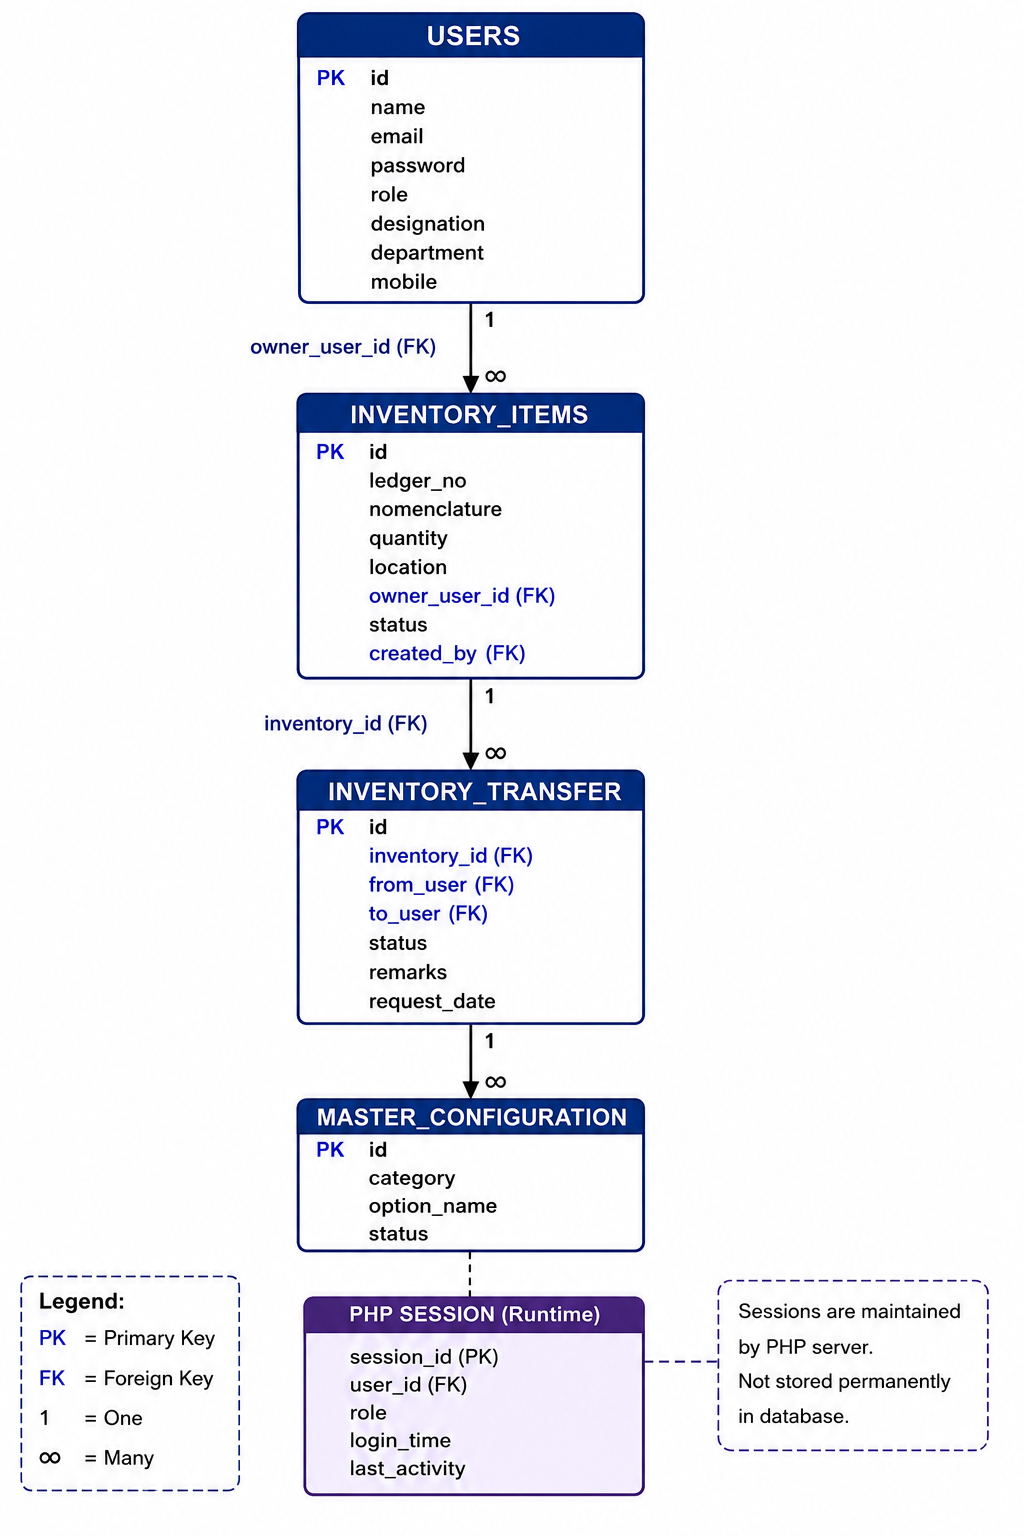 USERS
PK id
name
email
password
role
designation
department
mobile
1
owner_user_id (FK)
∞
INVENTORY_ITEMS
PK id
ledger_no
nomenclature
quantity
location
owner_user_id (FK)
status
created_by (FK)
1
inventory_id (FK)
∞
INVENTORY_TRANSFER
PK id
inventory_id (FK)
from_user (FK)
to_user (FK)
status
remarks
request_date
1
∞
MASTER_CONFIGURATION
PK id
category
option_name
status
Legend:
PK = Primary Key
FK = Foreign Key
1 = One
∞ = Many
PHP SESSION (Runtime)
session_id (PK)
user_id (FK)
role
login_time
last_activity
Sessions are maintained
by PHP server.
Not stored permanently
in database.